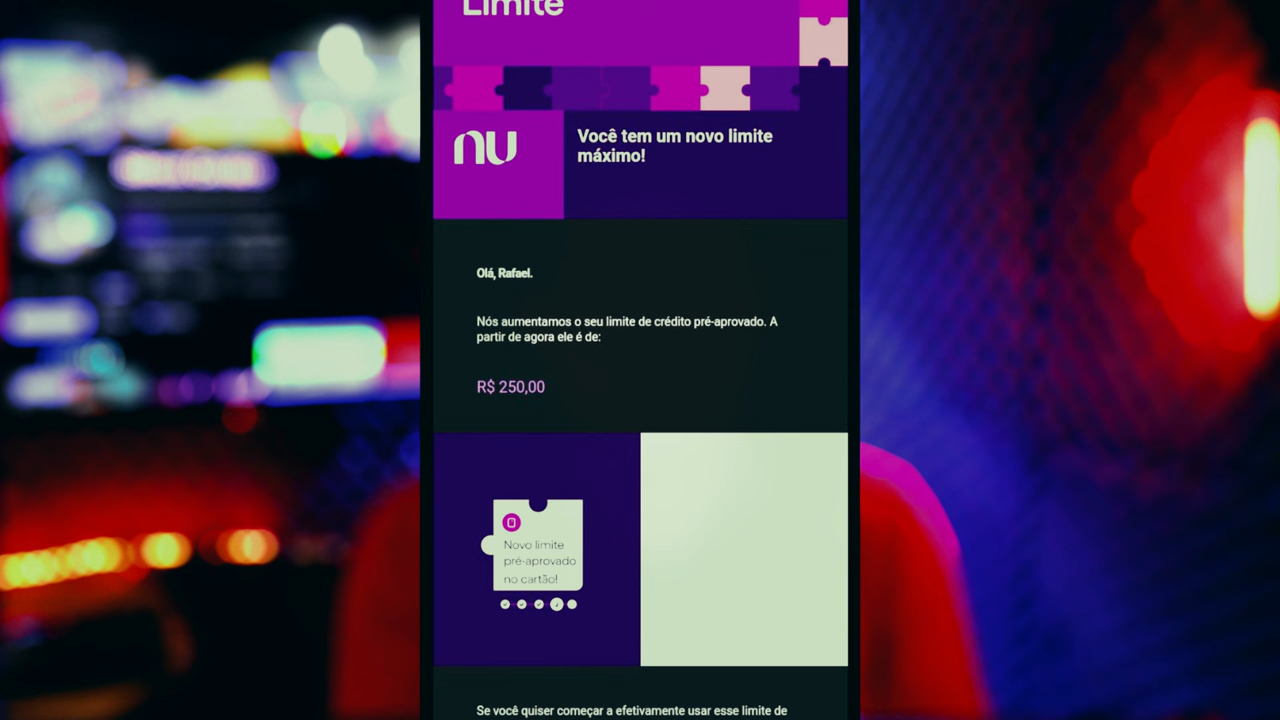 Limite
nu
Você tem um novo limite
máximo!
Olá, Rafael.
Nós aumentamos o seu limite de crédito pré-aprovado. A
partir de agora ele é de:
R$ 250,00
Novo limite
pré-aprovado
no cartão!
Se você quiser começar a efetivamente usar esse limite de